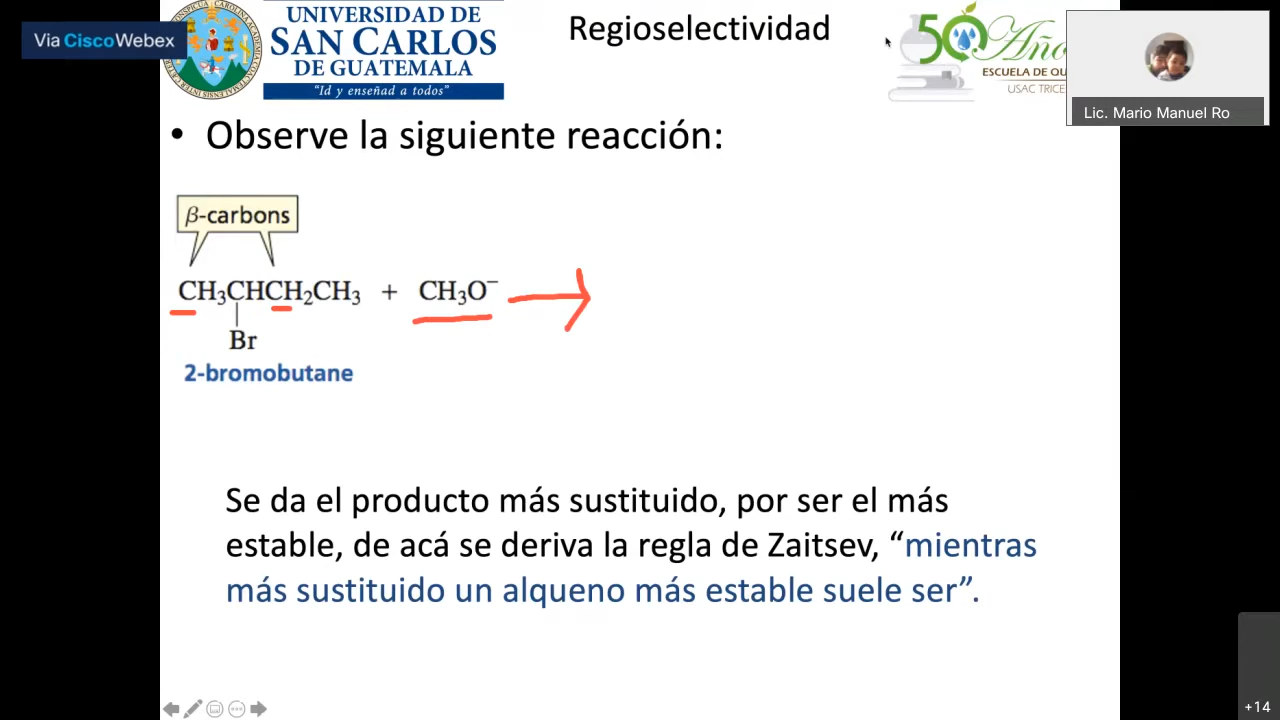 Via Cisco Webex
UNIVERSIDAD DE
SAN CARLOS
DE GUATEMALA
"Id y enseñad a todos"
Regioselectividad
50 Año
ESCUELA DE QU
USAC TRICE
Lic. Mario Manuel Ro
• Observe la siguiente reacción:
β-carbons
CH₃CHCH₂CH₃ + CH₃O⁻
Br
2-bromobutane
Se da el producto más sustituido, por ser el más
estable, de acá se deriva la regla de Zaitsev, “mientras
más sustituido un alqueno más estable suele ser”.
+14